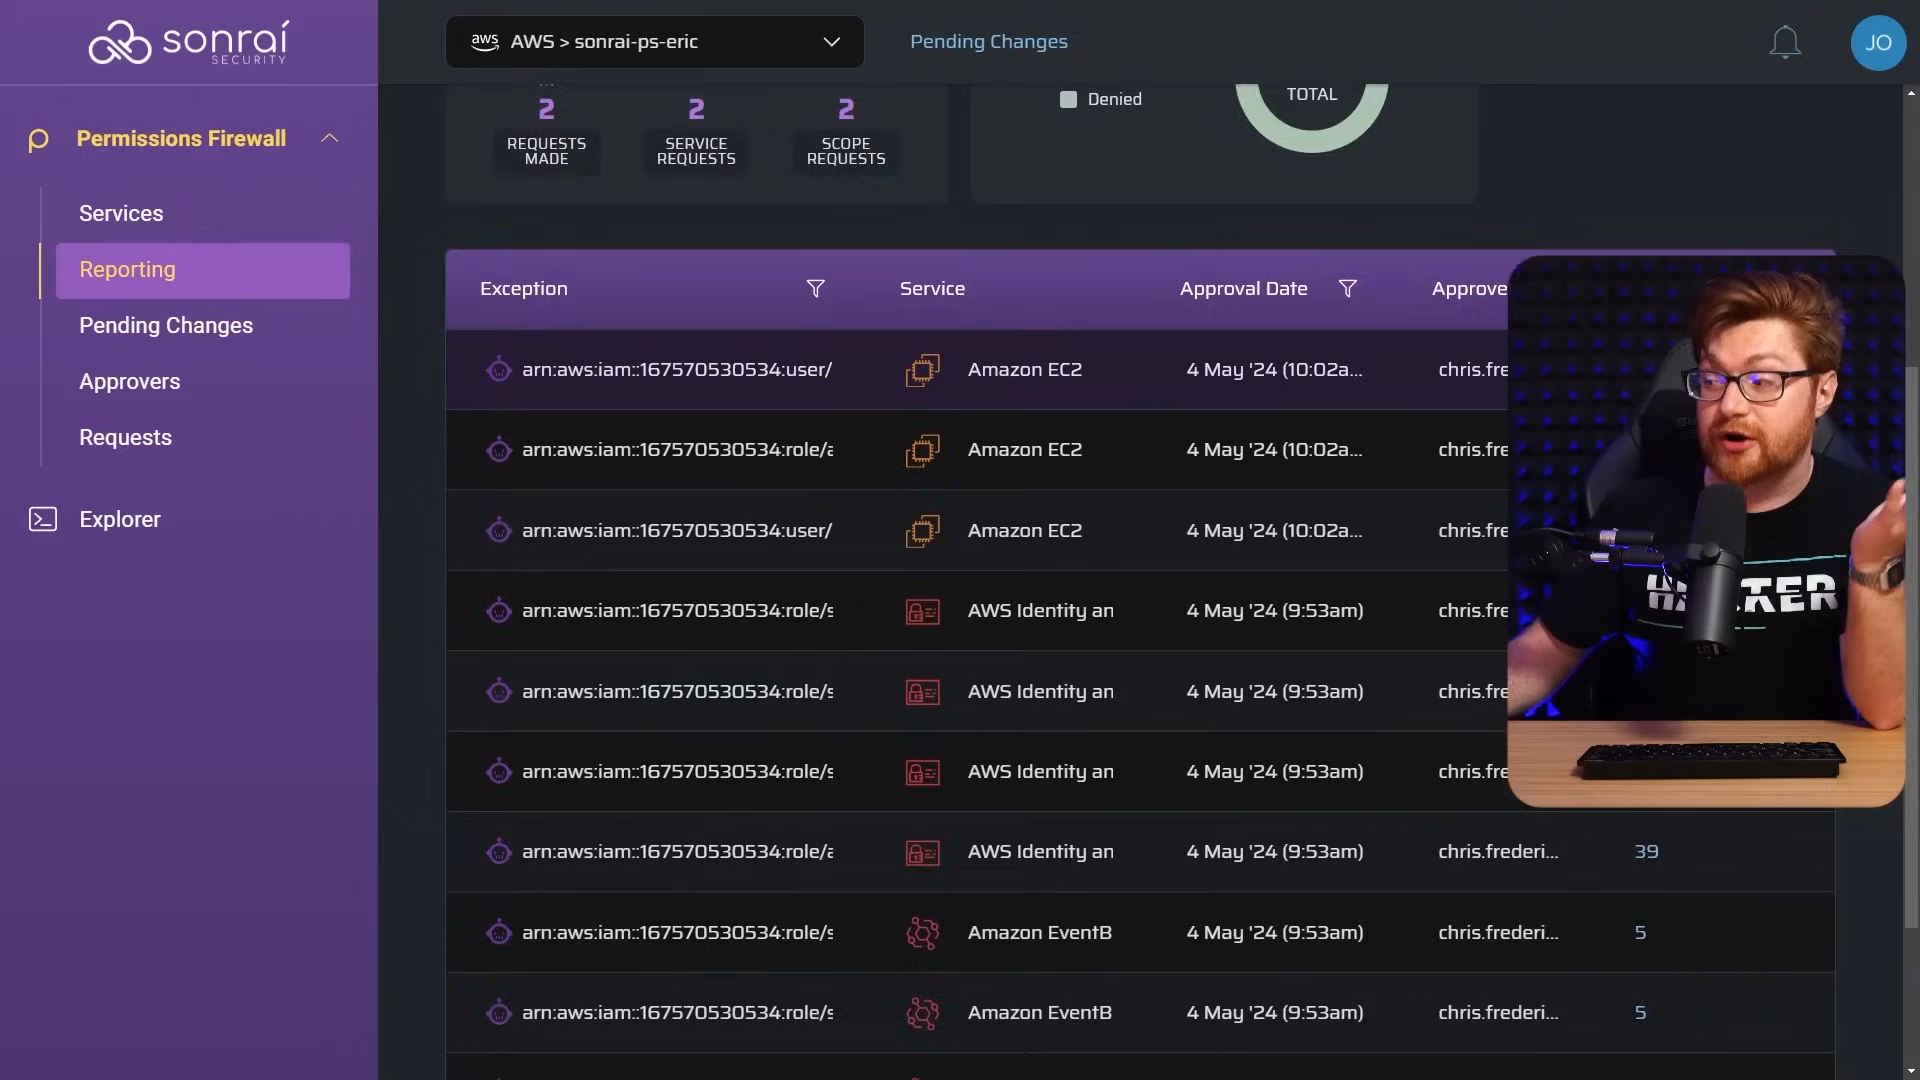 sonraí
SECURITY
aws AWS > sonrai-ps-eric
Pending Changes
JO
Permissions Firewall
Services
Reporting
Pending Changes
Approvers
Requests
Explorer
2
REQUESTS
MADE
2
SERVICE
REQUESTS
2
SCOPE
REQUESTS
Denied
TOTAL
Exception Service Approval Date Approve
arn:aws:iam::167570530534:user/ Amazon EC2 4 May '24 (10:02a... chris.fre
arn:aws:iam::167570530534:role/a Amazon EC2 4 May '24 (10:02a... chris.fre
arn:aws:iam::167570530534:user/ Amazon EC2 4 May '24 (10:02a... chris.fre
arn:aws:iam::167570530534:role/s AWS Identity an 4 May '24 (9:53am) chris.fre
arn:aws:iam::167570530534:role/s AWS Identity an 4 May '24 (9:53am) chris.fre
arn:aws:iam::167570530534:role/s AWS Identity an 4 May '24 (9:53am) chris.fre
arn:aws:iam::167570530534:role/a AWS Identity an 4 May '24 (9:53am) chris.frederi... 39
arn:aws:iam::167570530534:role/s Amazon EventB 4 May '24 (9:53am) chris.frederi... 5
arn:aws:iam::167570530534:role/s Amazon EventB 4 May '24 (9:53am) chris.frederi... 5